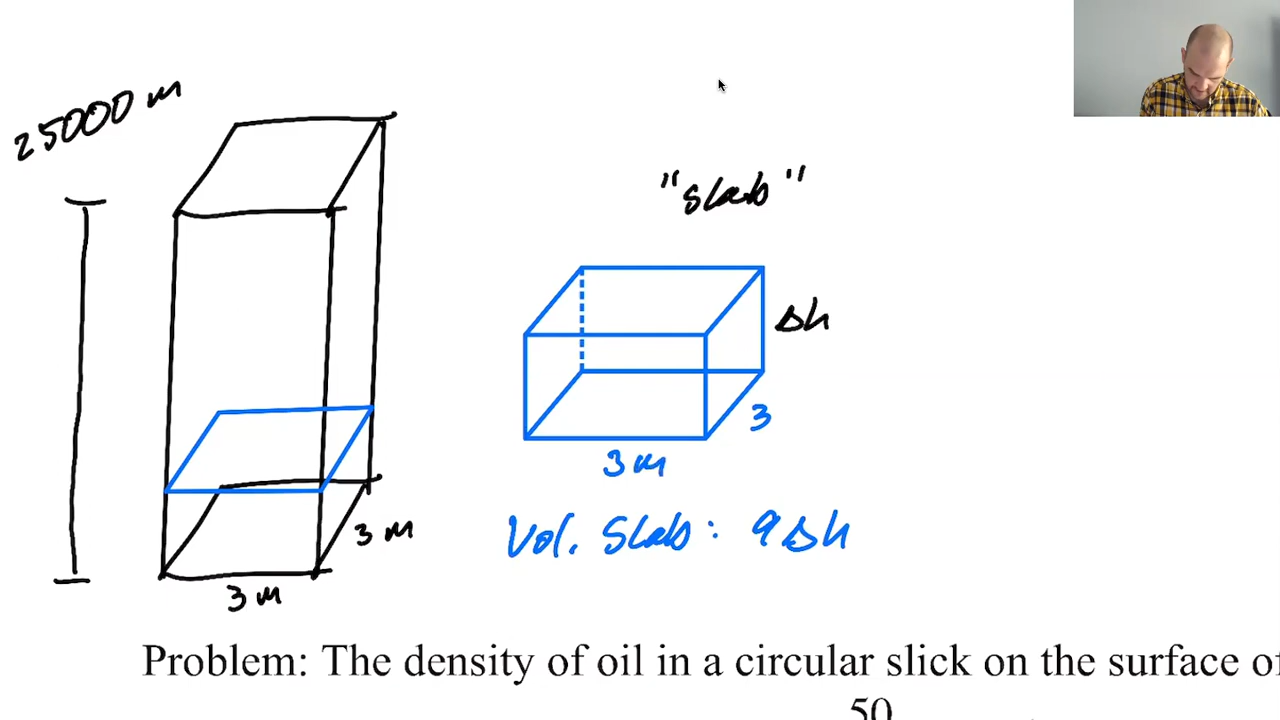 25000 m
"Slab"
Δh
3
3 m
3 m
Vol. Slab: 9Δh
3 m
Problem: The density of oil in a circular slick on the surface of
50